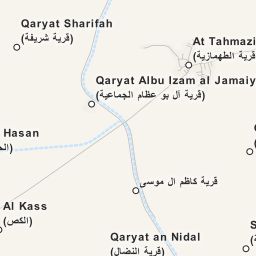 Qaryat Sharifah
(قرية شريفة)
At Tahmazi
(قرية الطهمازية)
Qaryat Albu Izam al Jamaiy
(قرية آل بو عظام الجماعية)
Hasan
قرية كاظم ال موسى
Al Kass
(الكص)
Qaryat an Nidal
(قرية النضال)
S